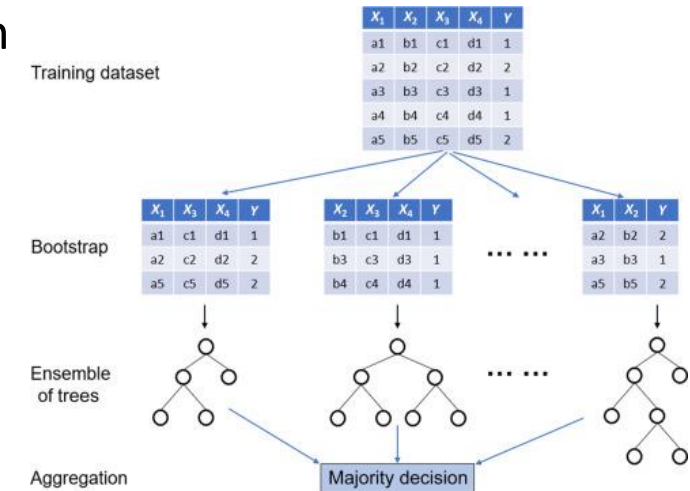 n
X₁ X₂ X₃ X₄ Y
a1 b1 c1 d1 1
a2 b2 c2 d2 2
a3 b3 c3 d3 1
a4 b4 c4 d4 1
a5 b5 c5 d5 2
Training dataset
X₁ X₃ X₄ Y
a1 c1 d1 1
a2 c2 d2 2
a5 c5 d5 2
X₂ X₃ X₄ Y
b1 c1 d1 1
b3 c3 d3 1
b4 c4 d4 1
... ...
X₁ X₂ Y
a2 b2 2
a3 b3 1
a5 b5 2
Bootstrap
Ensemble
of trees
... ...
Aggregation
Majority decision